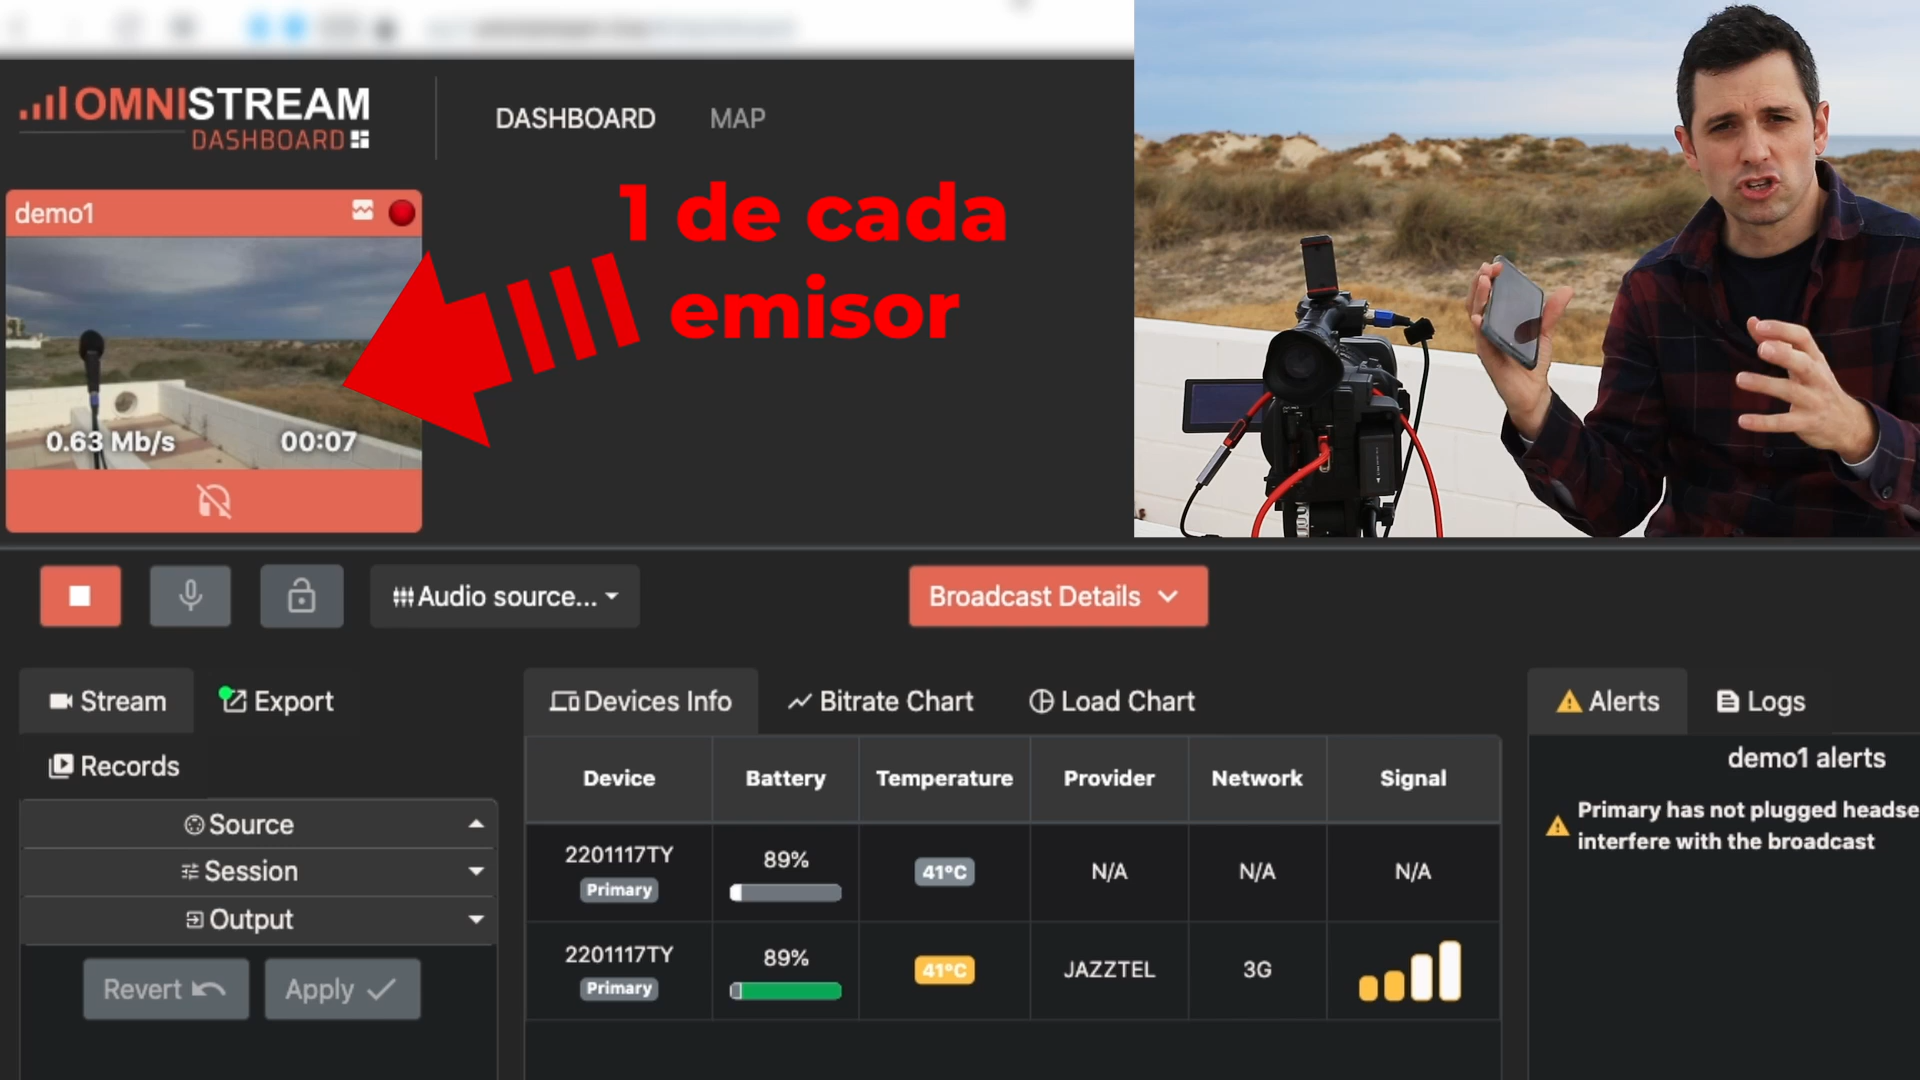 OMNISTREAM
DASHBOARD
DASHBOARD
MAP
demo1
0.63 Mb/s
00:07
1 de cada
emisor
Audio source...
Broadcast Details
Stream
Export
Records
Source
Session
Output
Revert
Apply
Devices Info
Bitrate Chart
Load Chart
Device Battery Temperature Provider Network Signal
2201117TY
Primary
89%
41°C
N/A
N/A
N/A
2201117TY
Primary
89%
41°C
JAZZTEL
3G
Alerts
Logs
demo1 alerts
Primary has not plugged headse
interfere with the broadcast